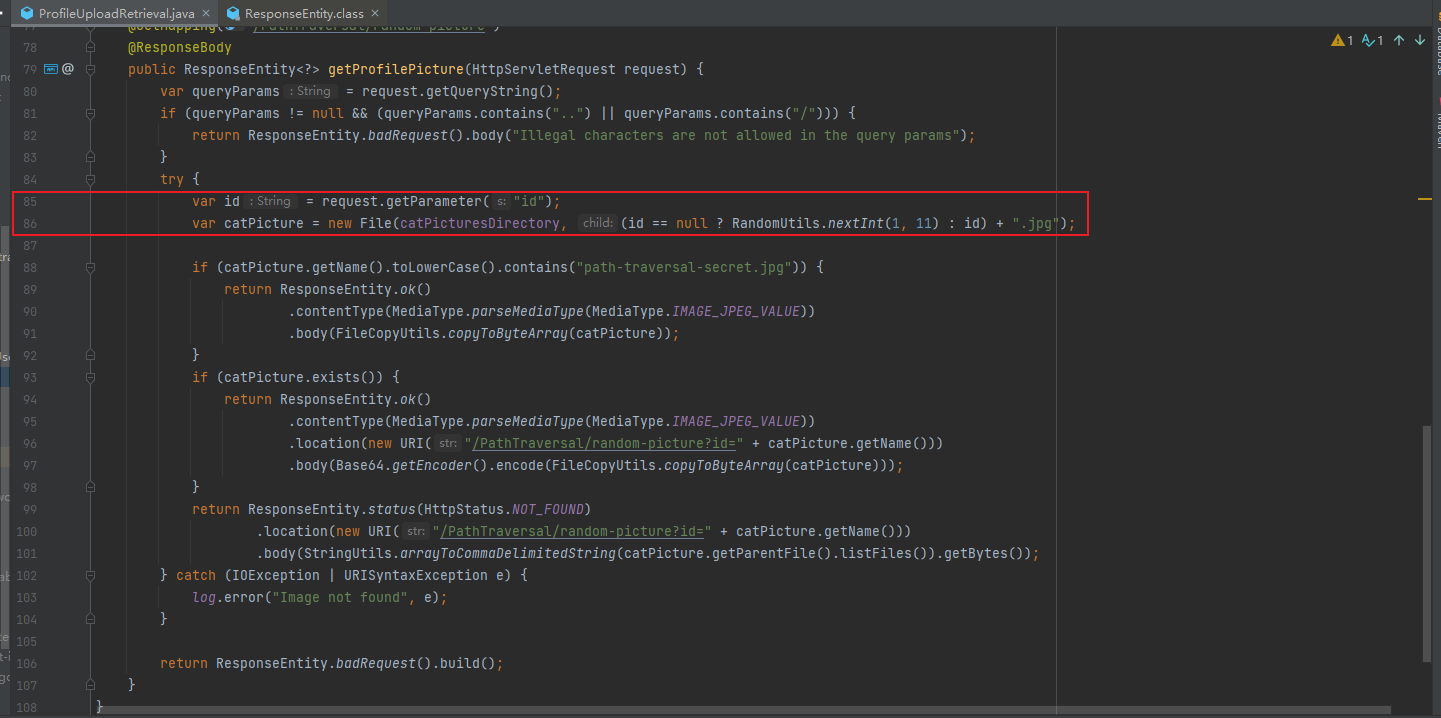 ProfileUploadRetrieval.java × ResponseEntity.class ×
1 1
Database
Maven
78 @ResponseBody
79 public ResponseEntity<?> getProfilePicture(HttpServletRequest request) {
80 var queryParams : String = request.getQueryString();
81 if (queryParams != null && (queryParams.contains("..") || queryParams.contains("/"))) {
82 return ResponseEntity.badRequest().body("Illegal characters are not allowed in the query params");
83 }
84 try {
85 var id : String = request.getParameter( s: "id");
86 var catPicture = new File(catPicturesDirectory, child: (id == null ? RandomUtils.nextInt(1, 11) : id) + ".jpg");
87
88 if (catPicture.getName().toLowerCase().contains("path-traversal-secret.jpg")) {
89 return ResponseEntity.ok()
90 .contentType(MediaType.parseMediaType(MediaType.IMAGE_JPEG_VALUE))
91 .body(FileCopyUtils.copyToByteArray(catPicture));
92 }
93 if (catPicture.exists()) {
94 return ResponseEntity.ok()
95 .contentType(MediaType.parseMediaType(MediaType.IMAGE_JPEG_VALUE))
96 .location(new URI( str: "/PathTraversal/random-picture?id=" + catPicture.getName()))
97 .body(Base64.getEncoder().encode(FileCopyUtils.copyToByteArray(catPicture)));
98 }
99 return ResponseEntity.status(HttpStatus.NOT_FOUND)
100 .location(new URI( str: "/PathTraversal/random-picture?id=" + catPicture.getName()))
101 .body(StringUtils.arrayToCommaDelimitedString(catPicture.getParentFile().listFiles()).getBytes());
102 } catch (IOException | URISyntaxException e) {
103 log.error("Image not found", e);
104 }
105
106 return ResponseEntity.badRequest().build();
107 }
108 }